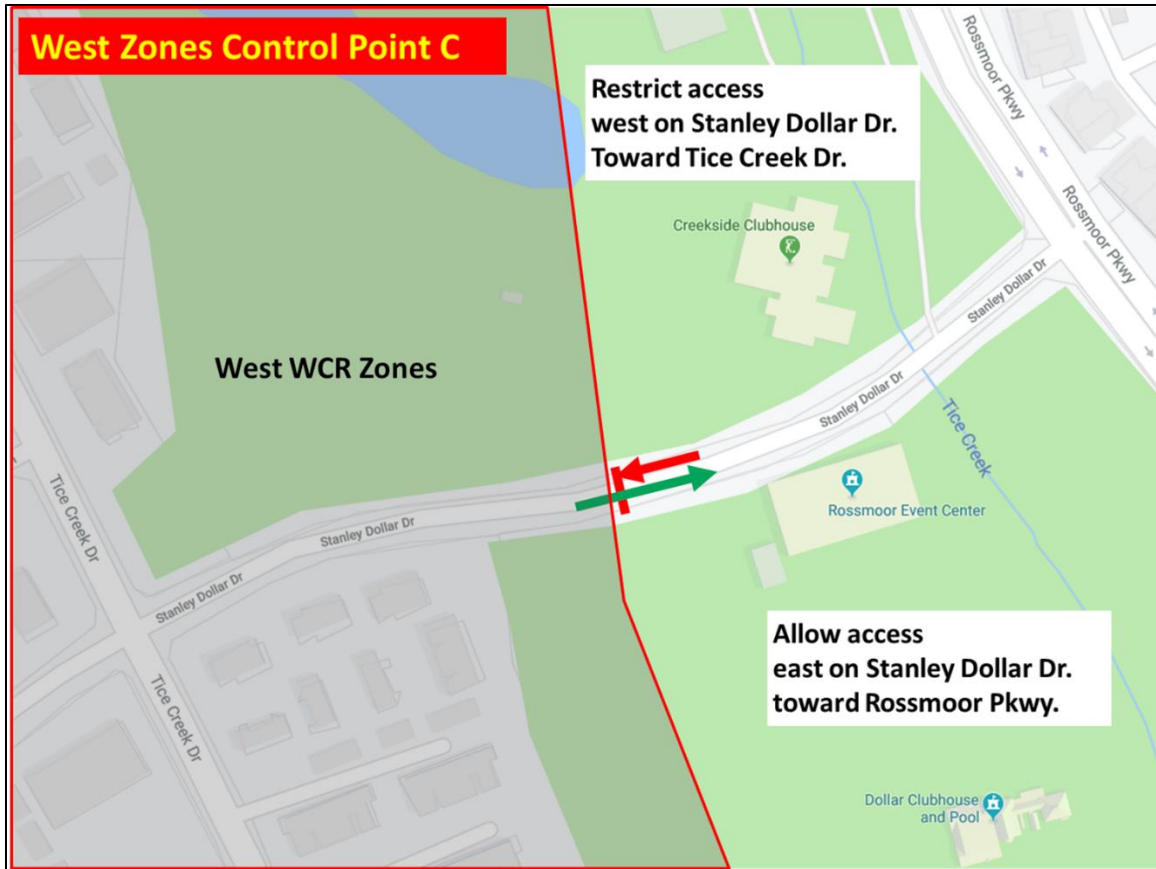 West Zones Control Point C
Restrict access
west on Stanley Dollar Dr.
Toward Tice Creek Dr.
Rossmoor Pkwy
Rossmoor Pkwy
Creekside Clubhouse
Stanley Dollar Dr
West WCR Zones
Stanley Dollar Dr
Tice Creek
Tice Creek Dr
Rossmoor Event Center
Stanley Dollar Dr
Stanley Dollar Dr
Allow access
east on Stanley Dollar Dr.
toward Rossmoor Pkwy.
Tice Creek Dr
Dollar Clubhouse
and Pool